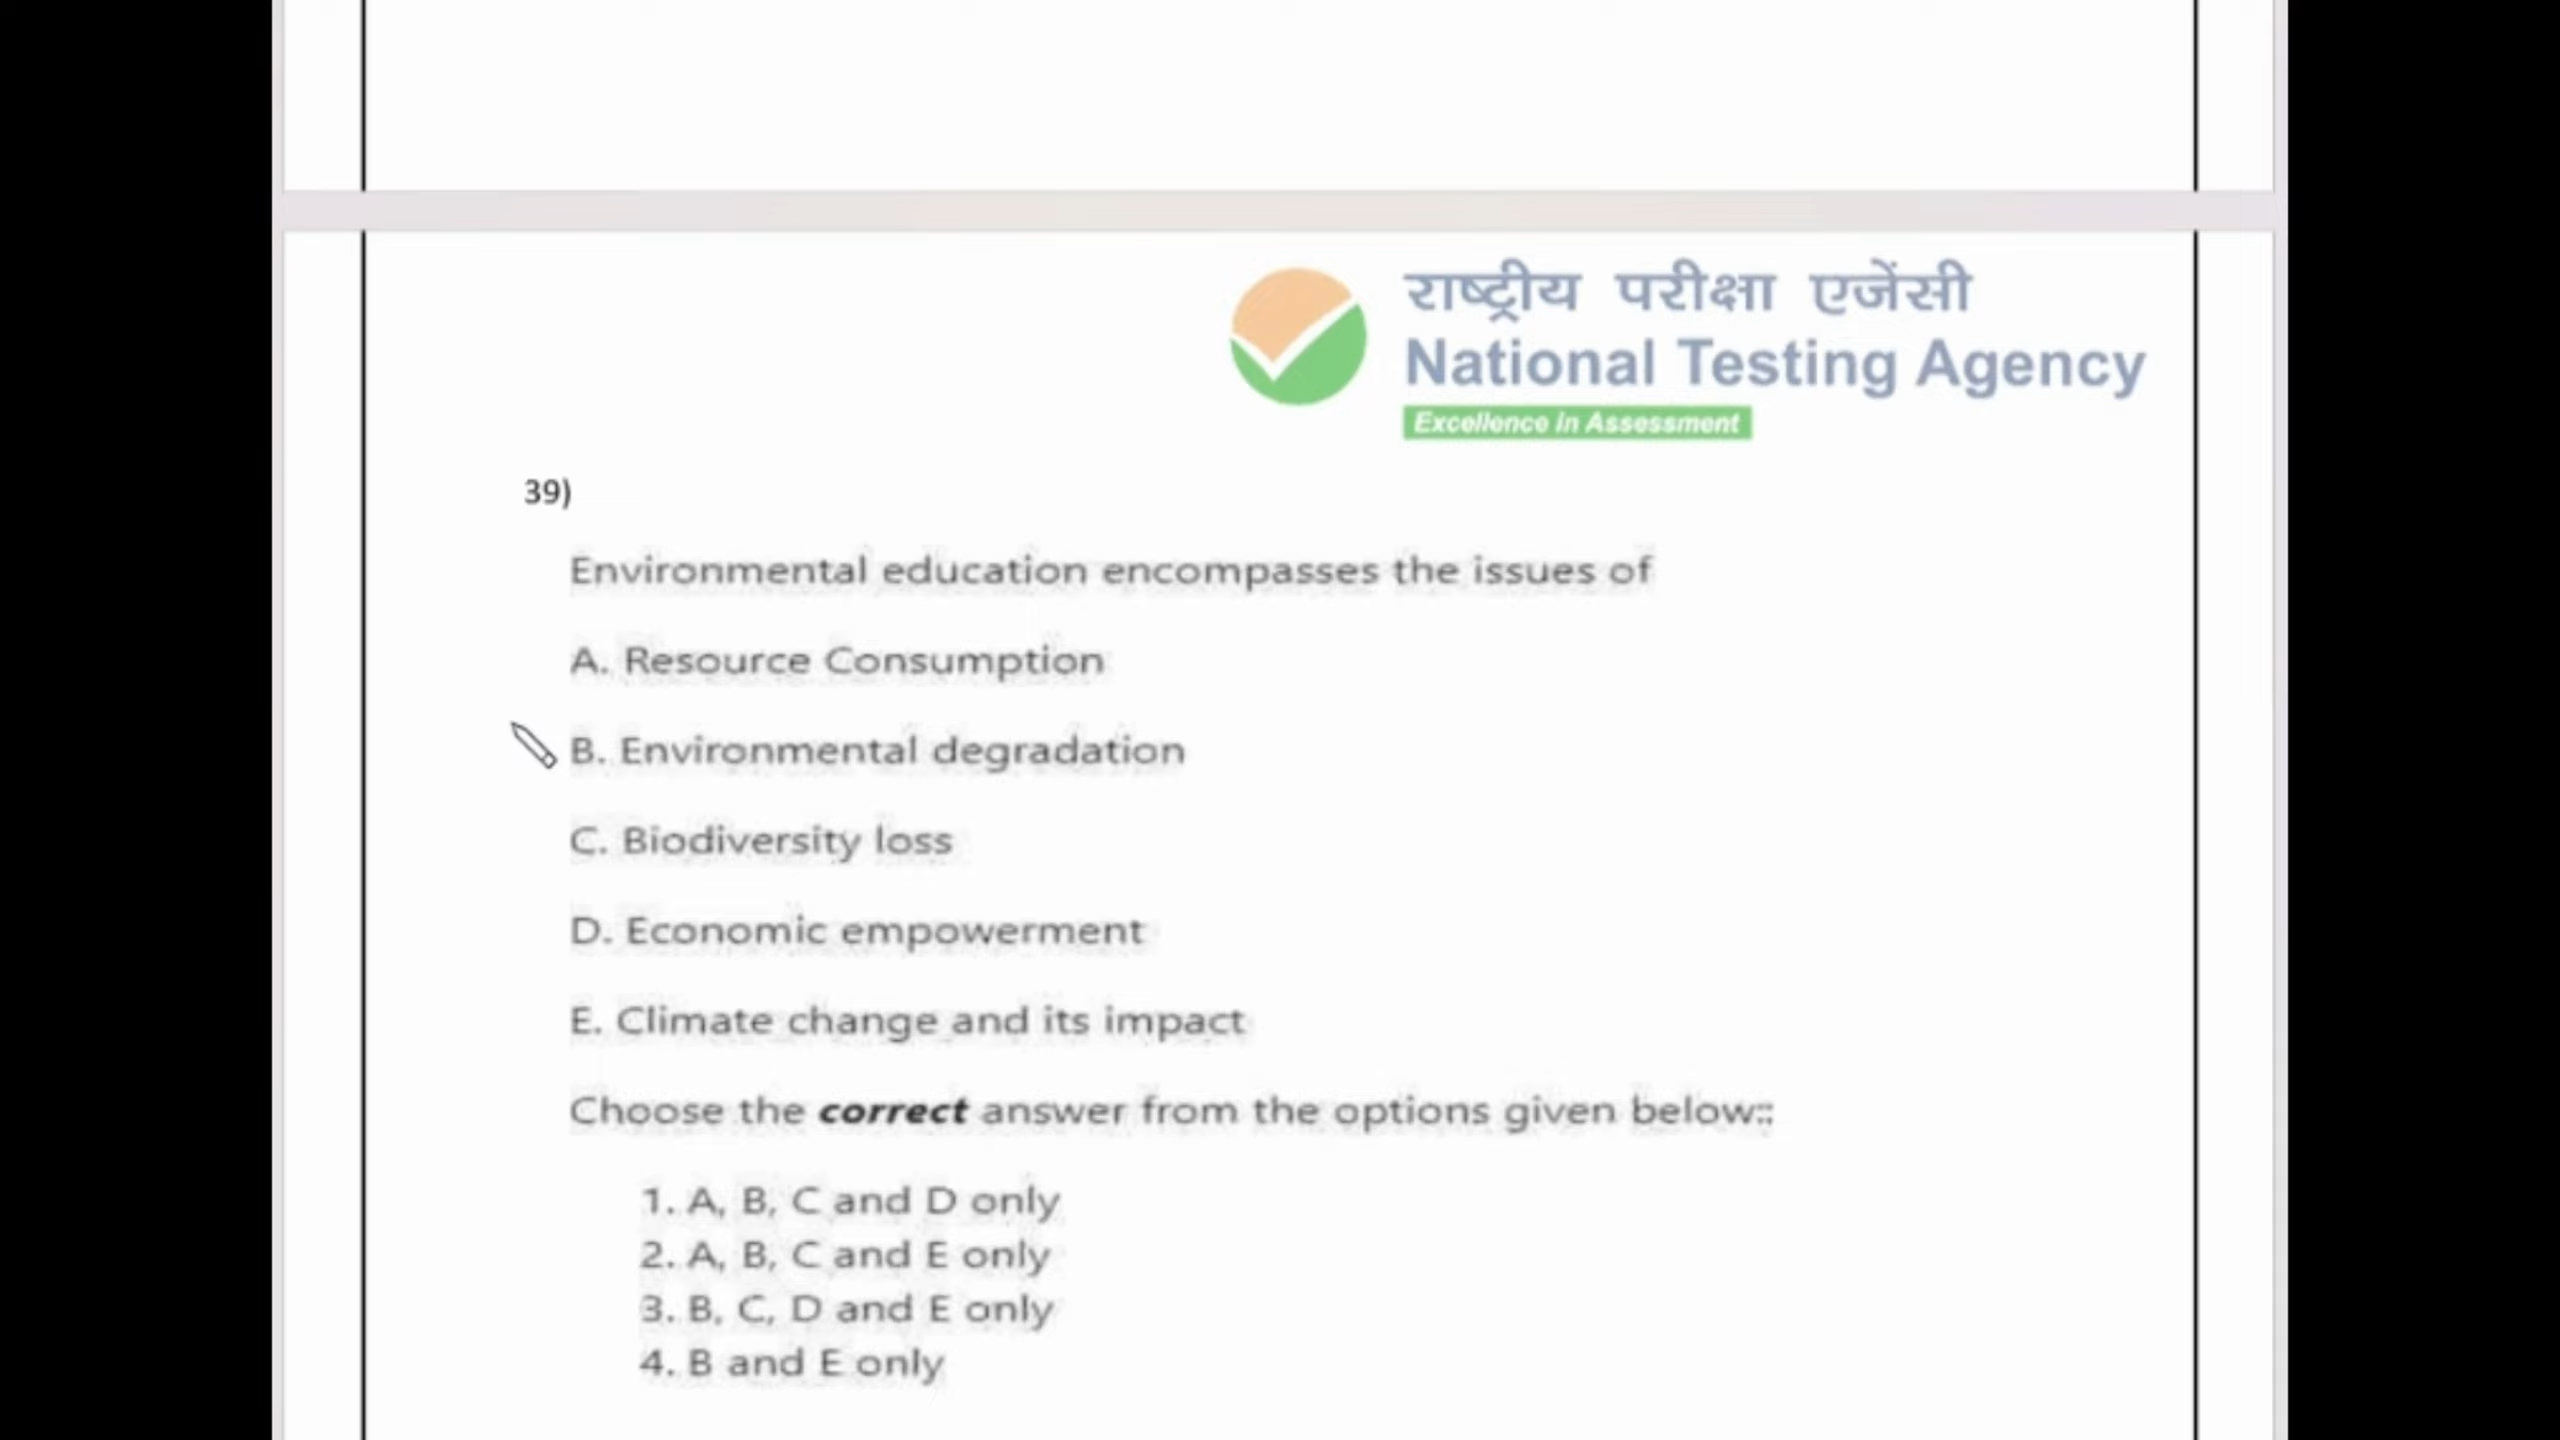 राष्ट्रीय परीक्षा एजेंसी
National Testing Agency
Excellence in Assessment
39)
Environmental education encompasses the issues of
A. Resource Consumption
B. Environmental degradation
C. Biodiversity loss
D. Economic empowerment
E. Climate change and its impact
Choose the correct answer from the options given below::
1. A, B, C and D only
2. A, B, C and E only
3. B, C, D and E only
4. B and E only